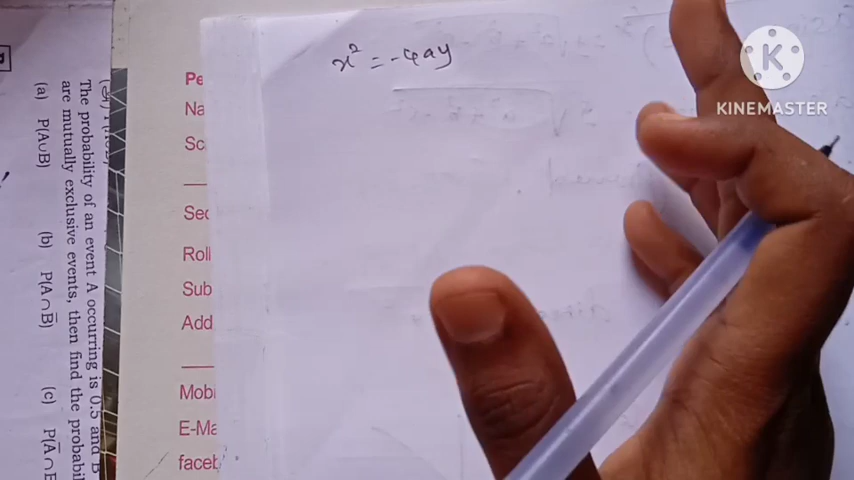 x² = -4ay
KINEMASTER
Pe
Na
Sc
Sec
Roll
Sub
Add
Mobi
E-Ma
faceb
The probability of an event A occurring is 0.5 and B
are mutually exclusive events, then find the probabil
(a) P(A∪B) (b) P(A ∩ B̅) (c) P(A̅ ∩ B